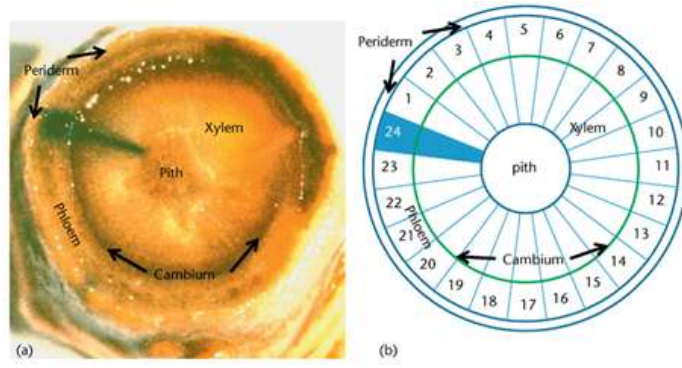 Periderm
Xylem
Pith
Phloem
Cambium
(a)
Periderm
1
2
3
4
5
6
7
8
9
10
11
12
13
14
15
16
17
18
19
20
21
22
23
24
Xylem
pith
Phloem
Cambium
(b)